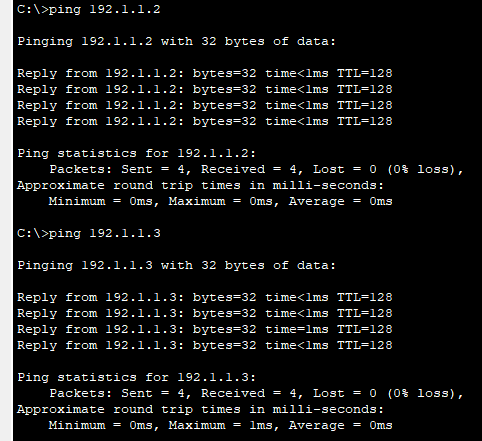 C:\>ping 192.1.1.2
Pinging 192.1.1.2 with 32 bytes of data:
Reply from 192.1.1.2: bytes=32 time<1ms TTL=128
Reply from 192.1.1.2: bytes=32 time<1ms TTL=128
Reply from 192.1.1.2: bytes=32 time<1ms TTL=128
Reply from 192.1.1.2: bytes=32 time<1ms TTL=128
Ping statistics for 192.1.1.2:
    Packets: Sent = 4, Received = 4, Lost = 0 (0% loss),
Approximate round trip times in milli-seconds:
    Minimum = 0ms, Maximum = 0ms, Average = 0ms
C:\>ping 192.1.1.3
Pinging 192.1.1.3 with 32 bytes of data:
Reply from 192.1.1.3: bytes=32 time<1ms TTL=128
Reply from 192.1.1.3: bytes=32 time<1ms TTL=128
Reply from 192.1.1.3: bytes=32 time=1ms TTL=128
Reply from 192.1.1.3: bytes=32 time<1ms TTL=128
Ping statistics for 192.1.1.3:
    Packets: Sent = 4, Received = 4, Lost = 0 (0% loss),
Approximate round trip times in milli-seconds:
    Minimum = 0ms, Maximum = 1ms, Average = 0ms